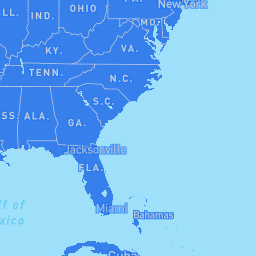 New York
OHIO
PA.
LL.
IND.
MD.
KY.
VA.
TENN.
N.C.
S.C.
SS.
ALA.
GA.
Jacksonville
FLA.
lf of
xico
Miami
Bahamas
Cuba